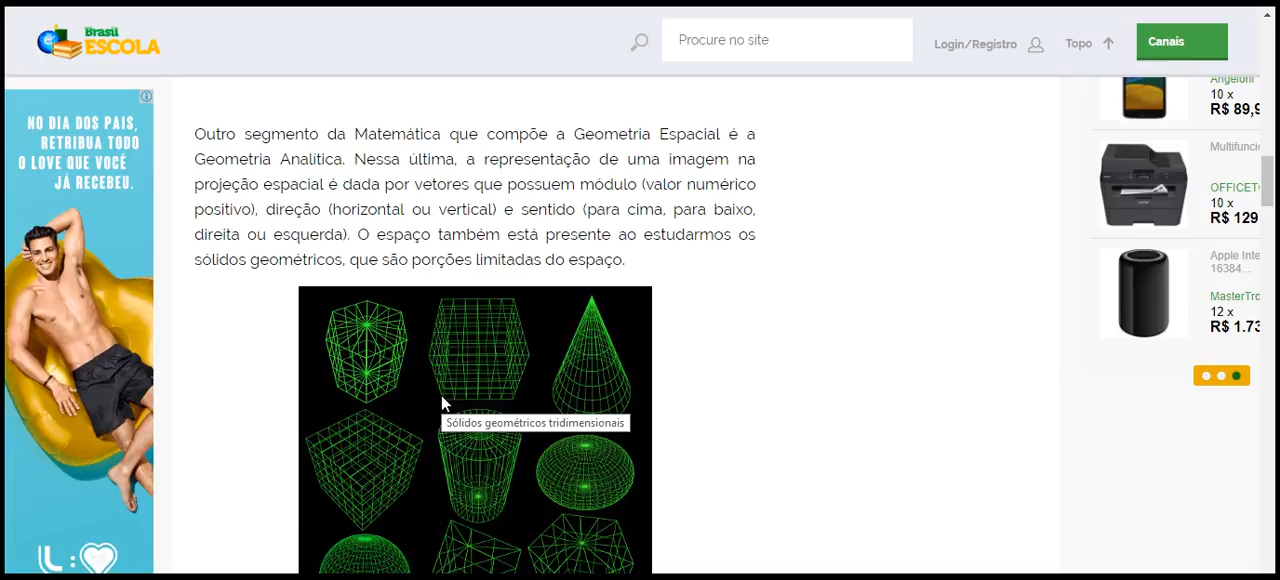 Brasil
ESCOLA
Procure no site
Login/Registro
Topo
Canais
NO DIA DOS PAIS,
RETRIBUA TODO
O LOVE QUE VOCÊ
JÁ RECEBEU.
L :
Outro segmento da Matemática que compõe a Geometria Espacial é a
Geometria Analítica. Nessa última, a representação de uma imagem na
projeção espacial é dada por vetores que possuem módulo (valor numérico
positivo), direção (horizontal ou vertical) e sentido (para cima, para baixo,
direita ou esquerda). O espaço também está presente ao estudarmos os
sólidos geométricos, que são porções limitadas do espaço.
Sólidos geométricos tridimensionais
Angeloni
10 x
R$ 89,9
Multifunci
OFFICET
10 x
R$ 129
Apple Inte
16384...
MasterTro
12 x
R$ 1.73